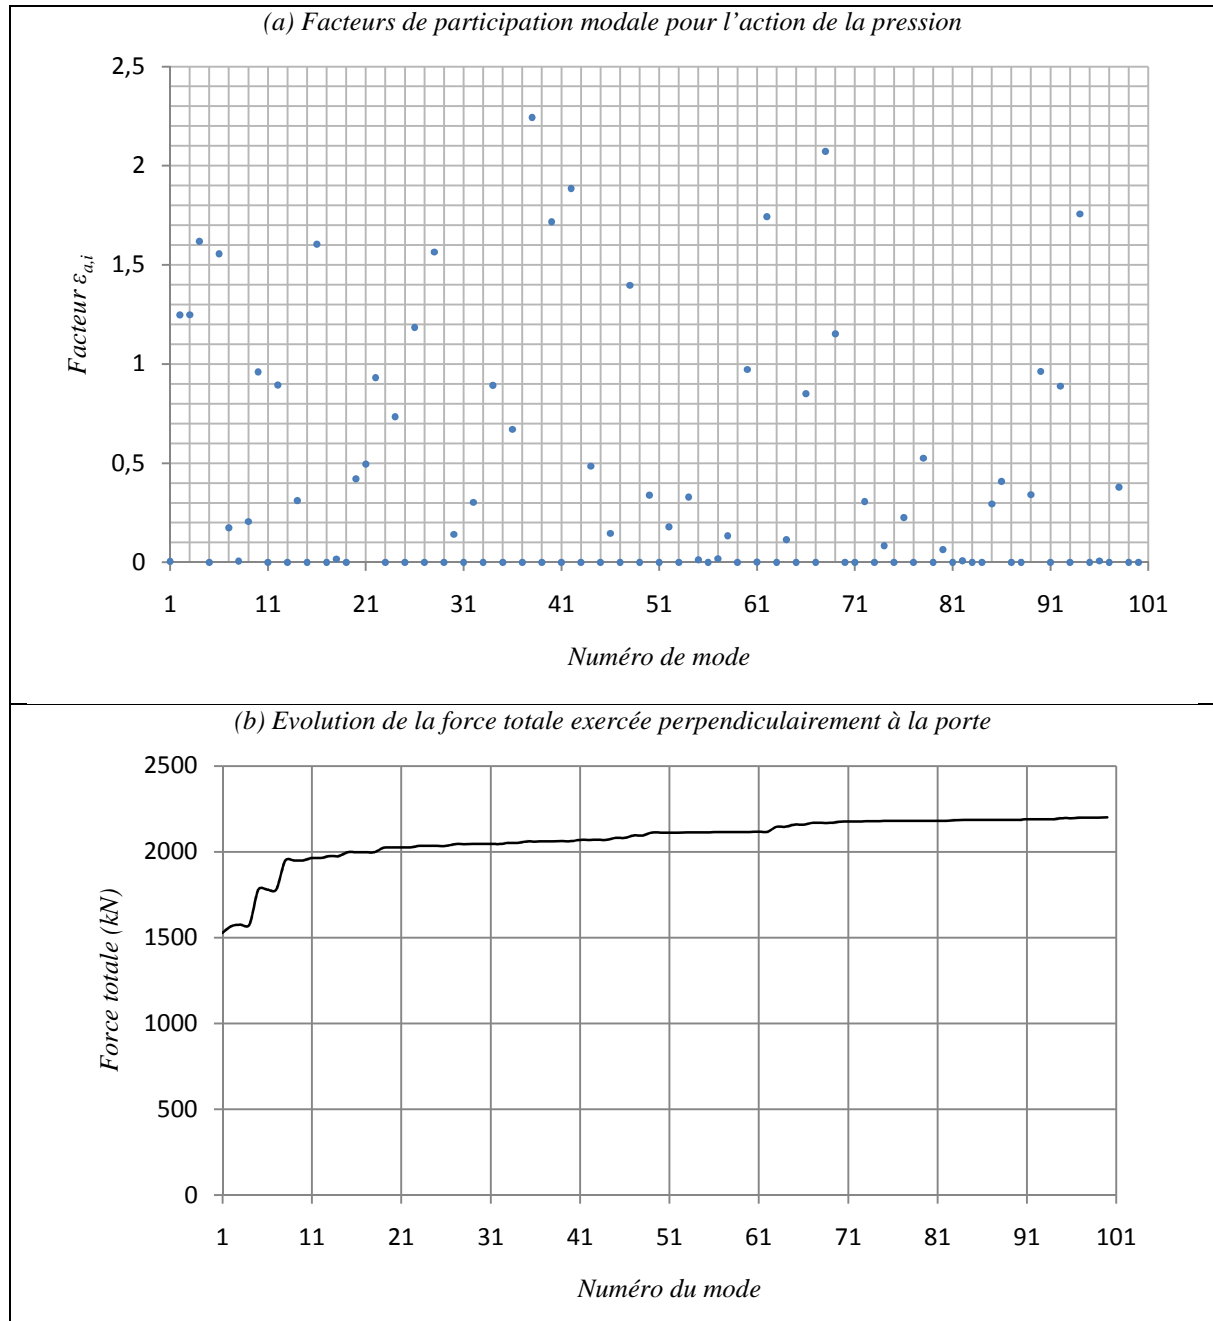 (a) Facteurs de participation modale pour l’action de la pression
2,5
2
1,5
1
0,5
0
Facteur εa,i
1 11 21 31 41 51 61 71 81 91 101
Numéro de mode
(b) Evolution de la force totale exercée perpendiculairement à la porte
2500
2000
1500
1000
500
0
Force totale (kN)
1 11 21 31 41 51 61 71 81 91 101
Numéro du mode